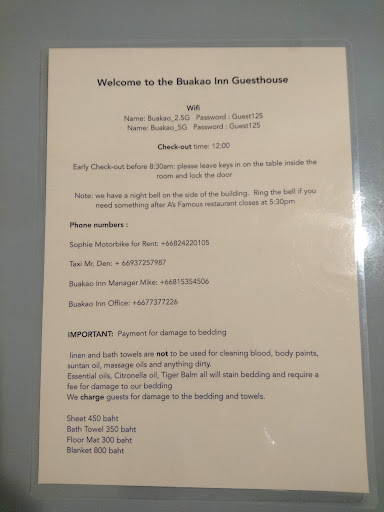 Welcome to the Buakao Inn Guesthouse
Wifi
Name: Buakao_2.5G Password : Guest125
Name: Buakao_5G Password : Guest125
Check-out time: 12:00
Early Check-out before 8:30am: please leave keys in on the table inside the
room and lock the door
Note: we have a night bell on the side of the building. Ring the bell if you
need something after A's Famous restaurant closes at 5:30pm
Phone numbers :
Sophie Motorbike for Rent: +66824220105
Taxi Mr. Den: + 66937257987
Buakao Inn Manager Mike: +66815354506
Buakao Inn Office: +6677377226
IMPORTANT: Payment for damage to bedding
linen and bath towels are not to be used for cleaning blood, body paints,
suntan oil, massage oils and anything dirty.
Essential oils, Citronella oil, Tiger Balm all will stain bedding and require a
fee for damage to our bedding
We charge guests for damage to the bedding and towels.
Sheet 450 baht
Bath Towel 350 baht
Floor Mat 300 baht
Blanket 800 baht